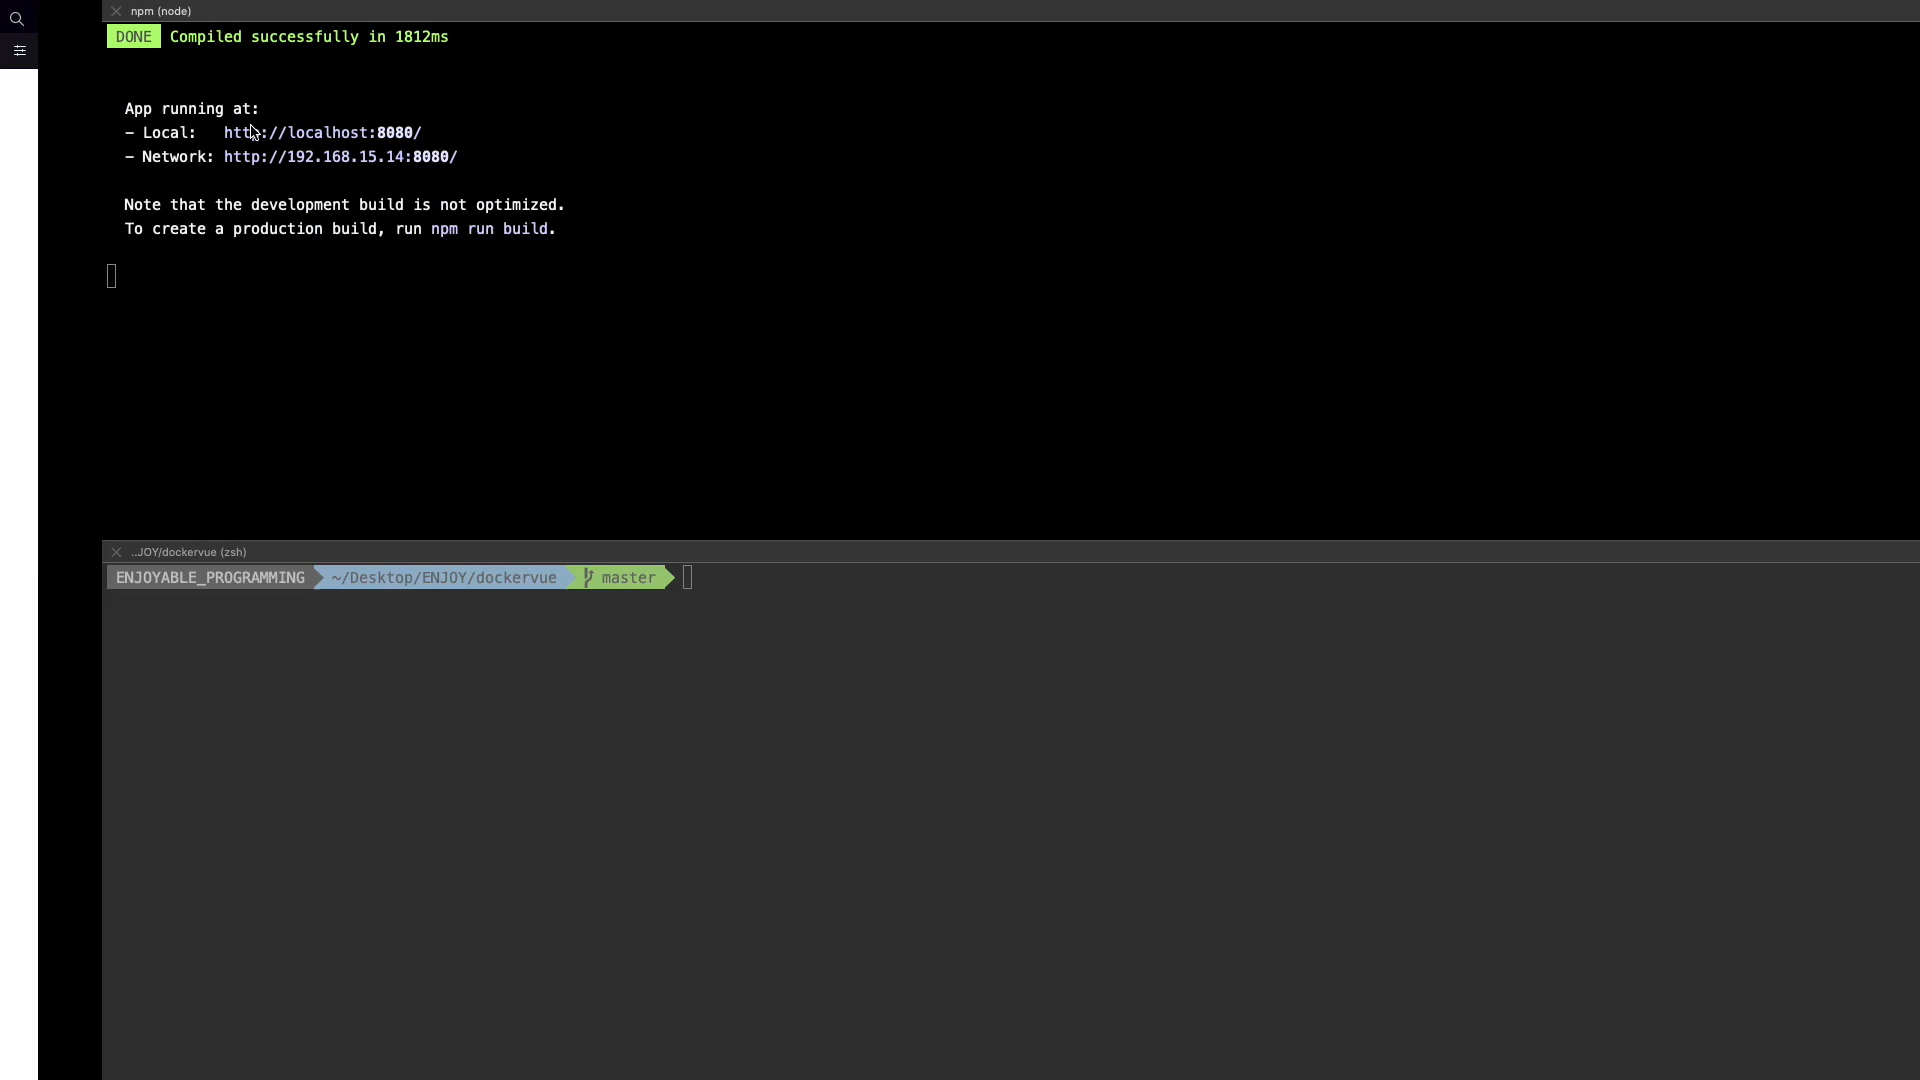 npm (node)
DONE Compiled successfully in 1812ms
App running at:
- Local: http://localhost:8080/
- Network: http://192.168.15.14:8080/
Note that the development build is not optimized.
To create a production build, run npm run build.
..JOY/dockervue (zsh)
ENJOYABLE_PROGRAMMING ~/Desktop/ENJOY/dockervue master